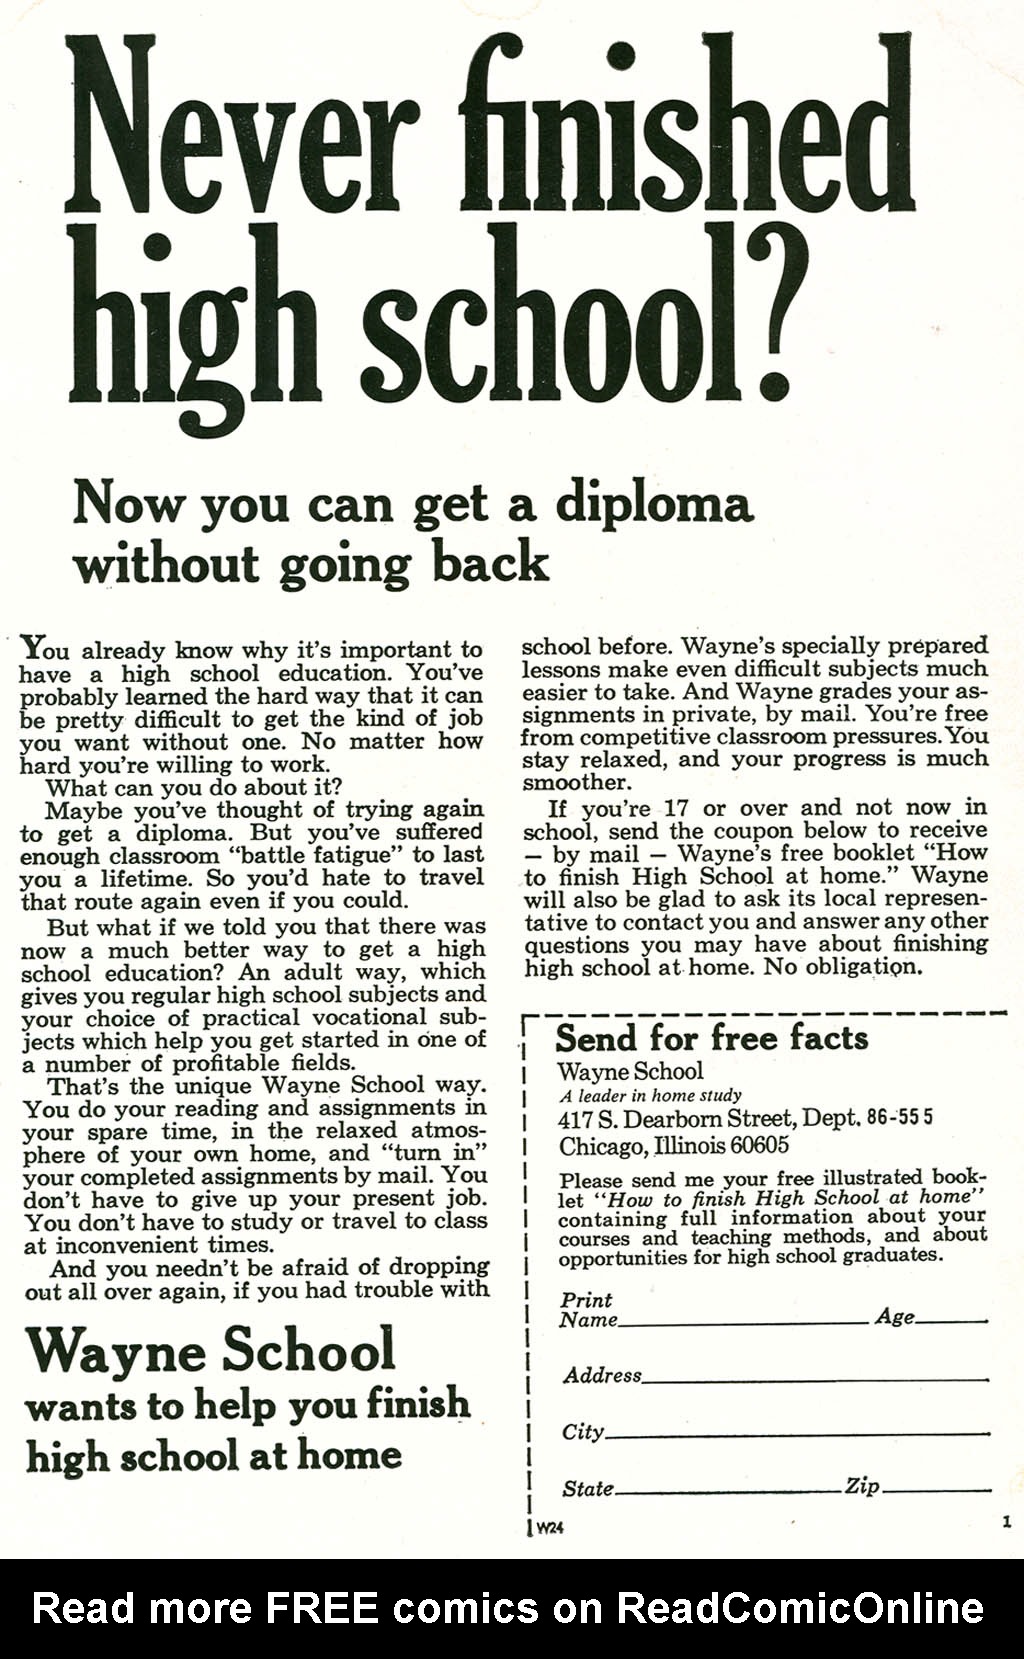 Never finished
high school?
Now you can get a diploma
without going back
You already know why it's important to
have a high school education. You've
probably learned the hard way that it can
be pretty difficult to get the kind of job
you want without one. No matter how
hard you're willing to work.
What can you do about it?
Maybe you've thought of trying again
to get a diploma. But you've suffered
enough classroom "battle fatigue" to last
you a lifetime. So you'd hate to travel
that route again even if you could.
But what if we told you that there was
now a much better way to get a high
school education? An adult way, which
gives you regular high school subjects and
your choice of practical vocational sub-
jects which help you get started in one of
a number of profitable fields.
That's the unique Wayne School way.
You do your reading and assignments in
your spare time, in the relaxed atmos-
phere of your own home, and "turn in"
your completed assignments by mail. You
don't have to give up your present job.
You don't have to study or travel to class
at inconvenient times.
And you needn't be afraid of dropping
out all over again, if you had trouble with
school before. Wayne's specially prepared
lessons make even difficult subjects much
easier to take. And Wayne grades your as-
signments in private, by mail. You're free
from competitive classroom pressures. You
stay relaxed, and your progress is much
smoother.
If you're 17 or over and not now in
school, send the coupon below to receive
— by mail — Wayne's free booklet "How
to finish High School at home." Wayne
will also be glad to ask its local represen-
tative to contact you and answer any other
questions you may have about finishing
high school at home. No obligation.
Wayne School
wants to help you finish
high school at home
Send for free facts
Wayne School
A leader in home study
417 S. Dearborn Street, Dept. 86-555
Chicago, Illinois 60605
Please send me your free illustrated book-
let "How to finish High School at home"
containing full information about your
courses and teaching methods, and about
opportunities for high school graduates.
Print
Name Age
Address
City
State Zip
W24
1
Read more FREE comics on ReadComicOnline